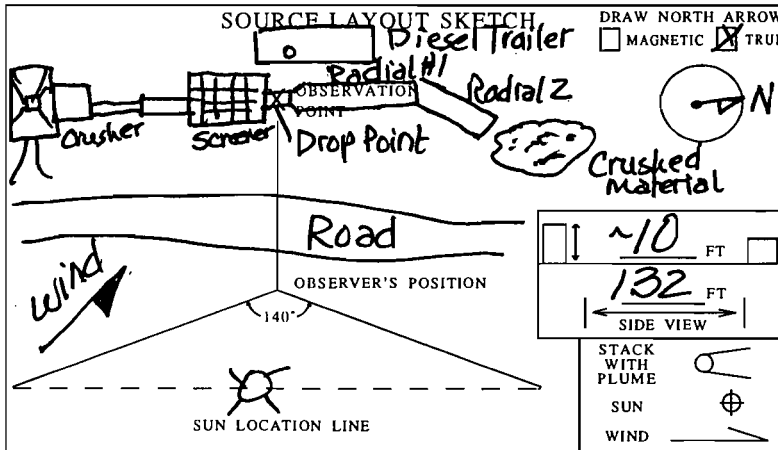 SOURCE LAYOUT SKETCH
DRAW NORTH ARROW
MAGNETIC TRUE
Diesel Trailer
Radial #1
OBSERVATION
POINT
Radial 2
N
Crusher
Screener
Drop Point
Crusked
Material
Road
Wind
~10 FT
OBSERVER'S POSITION
132 FT
140°
SIDE VIEW
STACK
WITH
PLUME
SUN
WIND
SUN LOCATION LINE